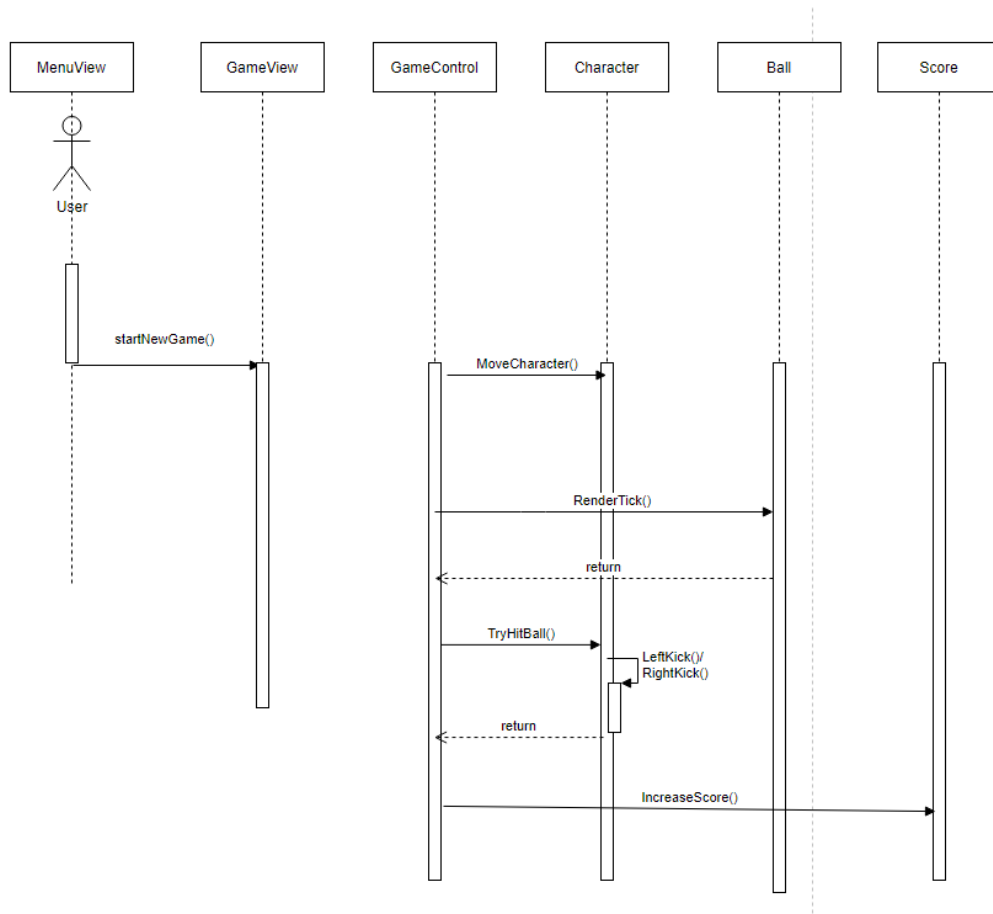 MenuView
GameView
GameControl
Character
Ball
Score
User
startNewGame()
MoveCharacter()
RenderTick()
return
TryHitBall()
LeftKick()/
RightKick()
return
IncreaseScore()